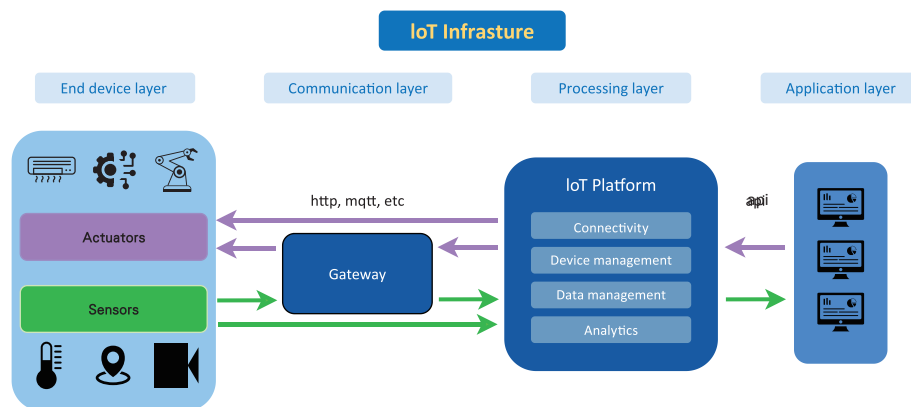 IoT Infrasture
End device layer
Communication layer
Processing layer
Application layer
http, mqtt, etc
IoT Platform
api
Actuators
Connectivity
Gateway
Device management
Sensors
Data management
Analytics